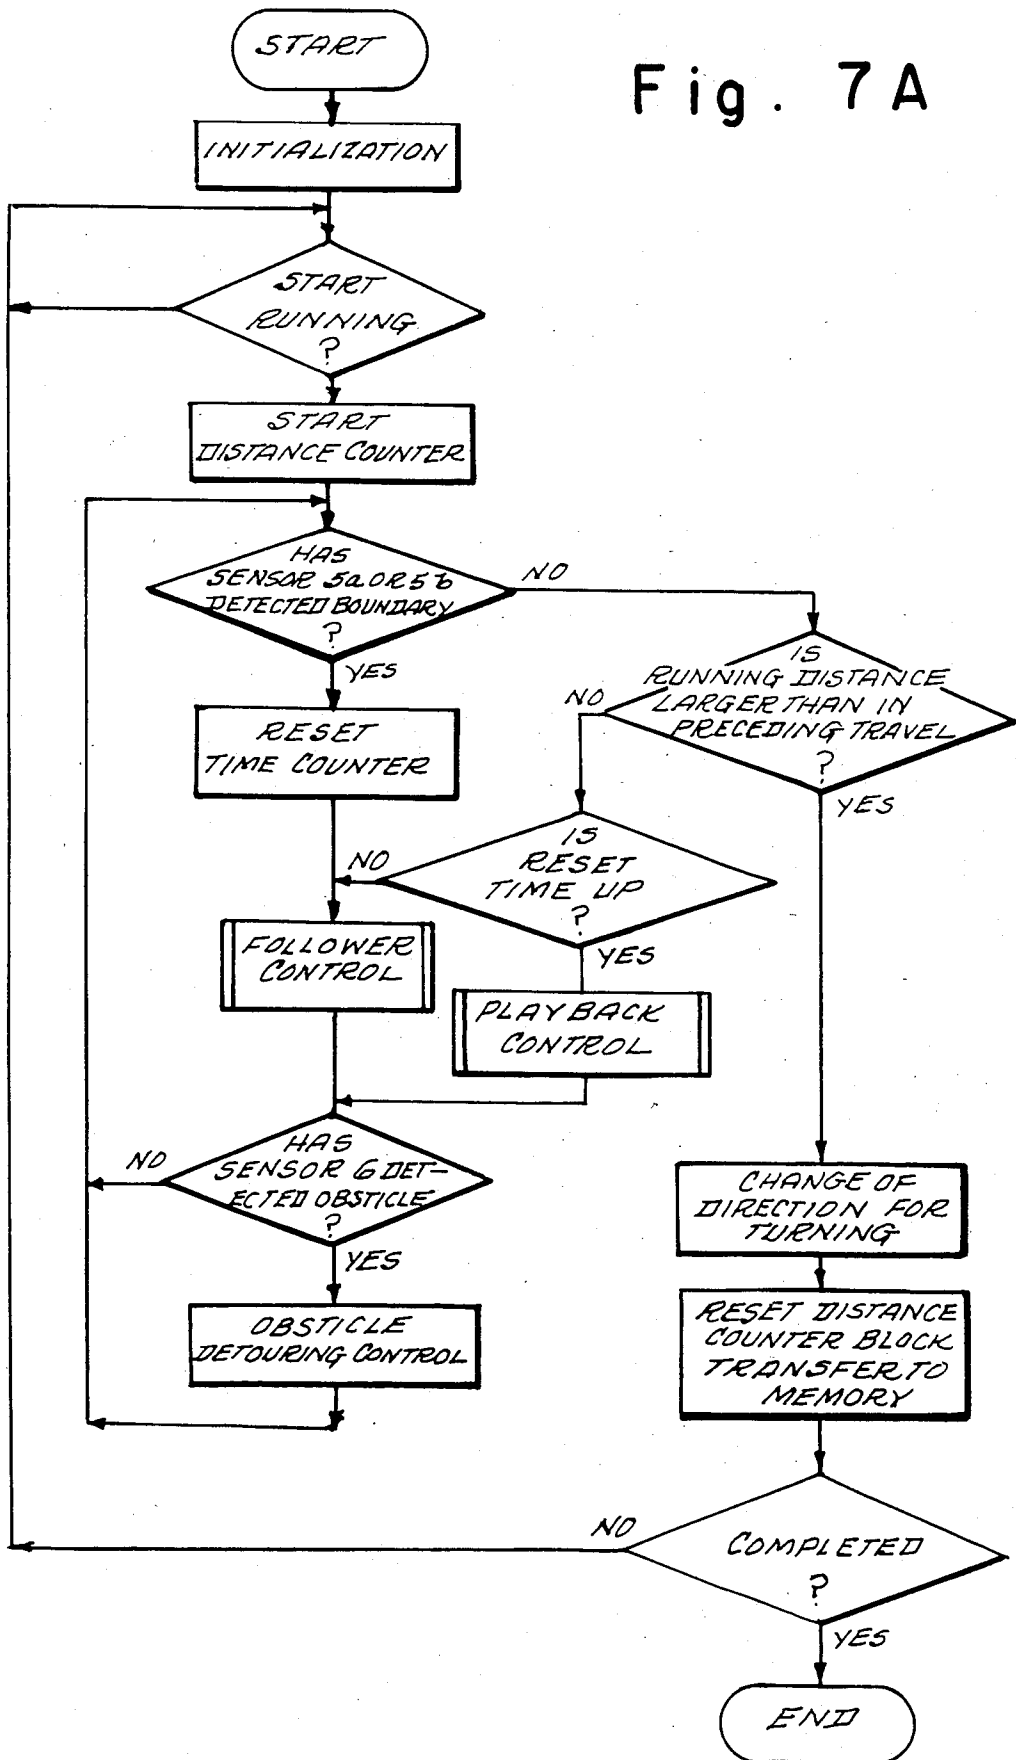 Fig. 7A
START
INITIALIZATION
START
RUNNING
?
START
DISTANCE COUNTER
HAS
SENSOR 5a OR 5b
DETECTED BOUNDARY
?
NO
YES
IS
RUNNING DISTANCE
LARGER THAN IN
PRECEDING TRAVEL
?
NO
YES
RESET
TIME COUNTER
IS
RESET
TIME UP
?
NO
YES
FOLLOWER
CONTROL
PLAYBACK
CONTROL
HAS
SENSOR 6 DET-
ECTED OBSTICLE
?
NO
YES
OBSTICLE
DETOURING CONTROL
CHANGE OF
DIRECTION FOR
TURNING
RESET DISTANCE
COUNTER BLOCK
TRANSFER TO
MEMORY
COMPLETED
?
NO
YES
END